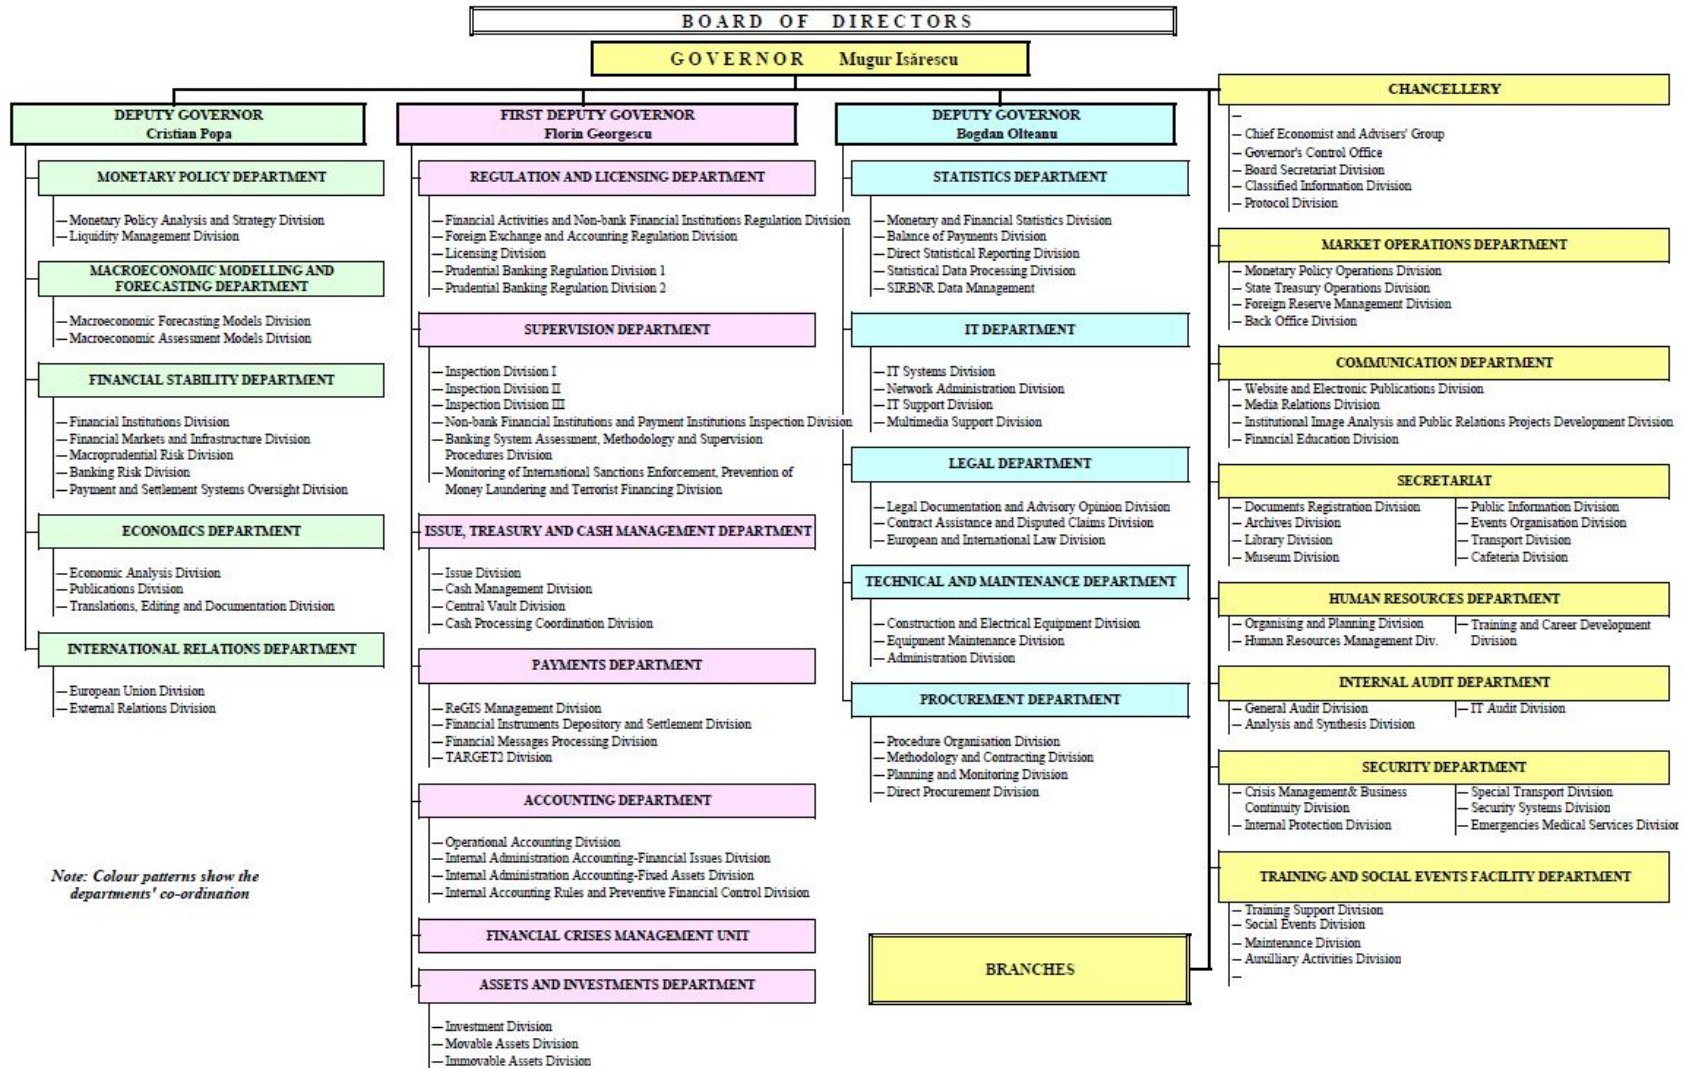 BOARD OF DIRECTORS
GOVERNOR Mugur Isărescu
DEPUTY GOVERNOR
Cristian Popa
MONETARY POLICY DEPARTMENT
— Monetary Policy Analysis and Strategy Division
— Liquidity Management Division
MACROECONOMIC MODELLING AND
FORECASTING DEPARTMENT
— Macroeconomic Forecasting Models Division
— Macroeconomic Assessment Models Division
FINANCIAL STABILITY DEPARTMENT
— Financial Institutions Division
— Financial Markets and Infrastructure Division
— Macroprudential Risk Division
— Banking Risk Division
— Payment and Settlement Systems Oversight Division
ECONOMICS DEPARTMENT
— Economic Analysis Division
— Publications Division
— Translations, Editing and Documentation Division
INTERNATIONAL RELATIONS DEPARTMENT
— European Union Division
— External Relations Division
Note: Colour patterns show the
departments' co-ordination
FIRST DEPUTY GOVERNOR
Florin Georgescu
REGULATION AND LICENSING DEPARTMENT
— Financial Activities and Non-bank Financial Institutions Regulation Division
— Foreign Exchange and Accounting Regulation Division
— Licensing Division
— Prudential Banking Regulation Division 1
— Prudential Banking Regulation Division 2
SUPERVISION DEPARTMENT
— Inspection Division I
— Inspection Division II
— Inspection Division III
— Non-bank Financial Institutions and Payment Institutions Inspection Division
— Banking System Assessment, Methodology and Supervision
Procedures Division
— Monitoring of International Sanctions Enforcement, Prevention of
Money Laundering and Terrorist Financing Division
ISSUE, TREASURY AND CASH MANAGEMENT DEPARTMENT
— Issue Division
— Cash Management Division
— Central Vault Division
— Cash Processing Coordination Division
PAYMENTS DEPARTMENT
— ReGIS Management Division
— Financial Instruments Depository and Settlement Division
— Financial Messages Processing Division
— TARGET2 Division
ACCOUNTING DEPARTMENT
— Operational Accounting Division
— Internal Administration Accounting-Financial Issues Division
— Internal Administration Accounting-Fixed Assets Division
— Internal Accounting Rules and Preventive Financial Control Division
FINANCIAL CRISES MANAGEMENT UNIT
ASSETS AND INVESTMENTS DEPARTMENT
— Investment Division
— Movable Assets Division
— Immovable Assets Division
DEPUTY GOVERNOR
Bogdan Olteanu
STATISTICS DEPARTMENT
— Monetary and Financial Statistics Division
— Balance of Payments Division
— Direct Statistical Reporting Division
— Statistical Data Processing Division
— SIRBNR Data Management
IT DEPARTMENT
— IT Systems Division
— Network Administration Division
— IT Support Division
— Multimedia Support Division
LEGAL DEPARTMENT
— Legal Documentation and Advisory Opinion Division
— Contract Assistance and Disputed Claims Division
— European and International Law Division
TECHNICAL AND MAINTENANCE DEPARTMENT
— Construction and Electrical Equipment Division
— Equipment Maintenance Division
— Administration Division
PROCUREMENT DEPARTMENT
— Procedure Organisation Division
— Methodology and Contracting Division
— Planning and Monitoring Division
— Direct Procurement Division
BRANCHES
CHANCELLERY
—
— Chief Economist and Advisers' Group
— Governor's Control Office
— Board Secretariat Division
— Classified Information Division
— Protocol Division
MARKET OPERATIONS DEPARTMENT
— Monetary Policy Operations Division
— State Treasury Operations Division
— Foreign Reserve Management Division
— Back Office Division
COMMUNICATION DEPARTMENT
— Website and Electronic Publications Division
— Media Relations Division
— Institutional Image Analysis and Public Relations Projects Development Division
— Financial Education Division
SECRETARIAT
— Documents Registration Division
— Archives Division
— Library Division
— Museum Division
— Public Information Division
— Events Organisation Division
— Transport Division
— Cafeteria Division
HUMAN RESOURCES DEPARTMENT
— Organising and Planning Division
— Human Resources Management Div.
— Training and Career Development
Division
INTERNAL AUDIT DEPARTMENT
— General Audit Division
— Analysis and Synthesis Division
— IT Audit Division
SECURITY DEPARTMENT
— Crisis Management& Business
Continuity Division
— Internal Protection Division
— Special Transport Division
— Security Systems Division
— Emergencies Medical Services Division
TRAINING AND SOCIAL EVENTS FACILITY DEPARTMENT
— Training Support Division
— Social Events Division
— Maintenance Division
— Auxilliary Activities Division
—